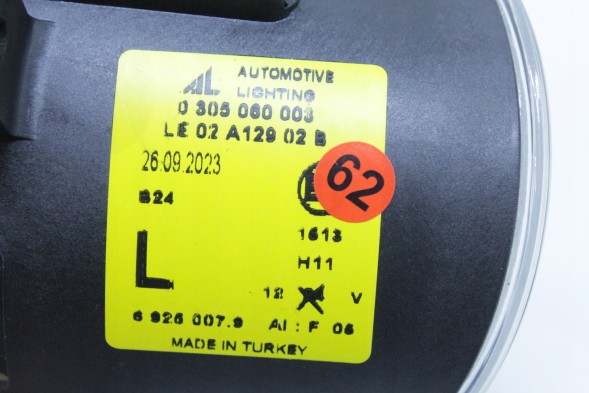 AL AUTOMOTIVE
LIGHTING
0 305 060 003
LE 02 A129 02 B
26.09.2023
B24
62
1613
L
H11
12 V
6 926 007.9 AI : F 06
MADE IN TURKEY